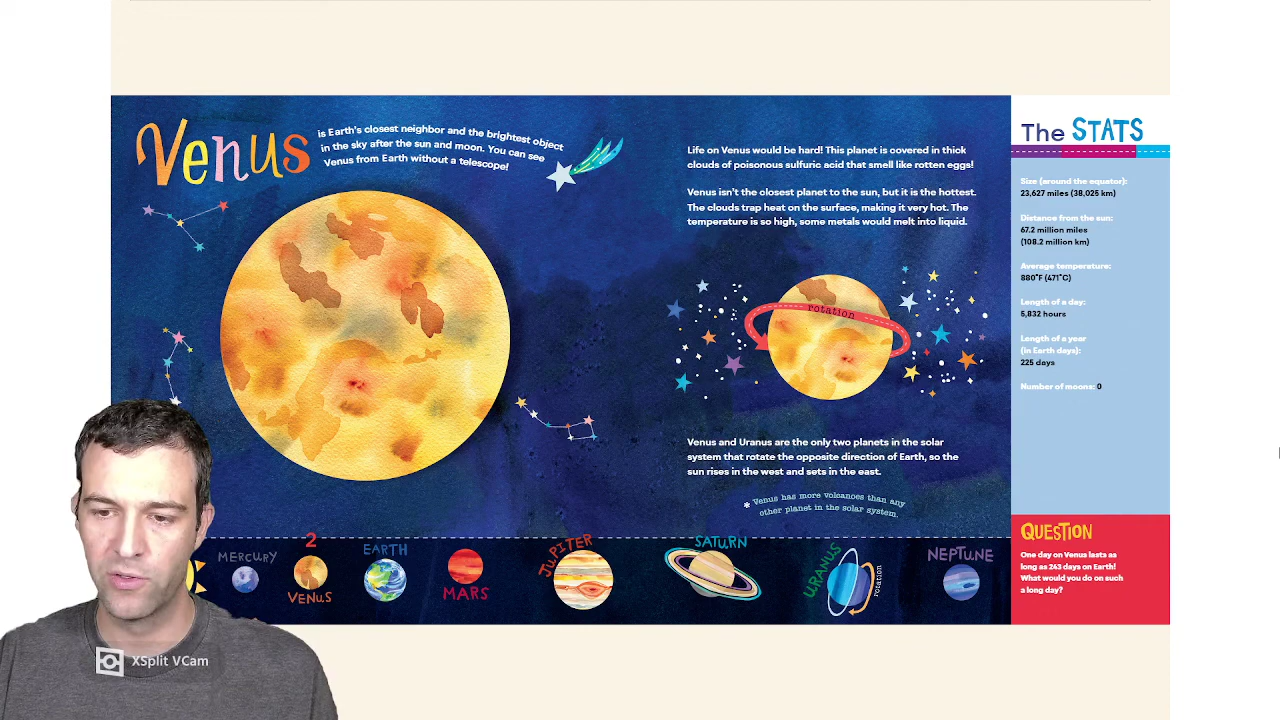 Venus
is Earth's closest neighbor and the brightest object
in the sky after the sun and moon. You can see
Venus from Earth without a telescope!
Life on Venus would be hard! This planet is covered in thick
clouds of poisonous sulfuric acid that smell like rotten eggs!
Venus isn't the closest planet to the sun, but it is the hottest.
The clouds trap heat on the surface, making it very hot. The
temperature is so high, some metals would melt into liquid.
rotation
Venus and Uranus are the only two planets in the solar
system that rotate the opposite direction of Earth, so the
sun rises in the west and sets in the east.
* Venus has more volcanoes than any
other planet in the solar system.
The STATS
Size (around the equator):
23,627 miles (38,025 km)
Distance from the sun:
67.2 million miles
(108.2 million km)
Average temperature:
880°F (471°C)
Length of a day:
5,832 hours
Length of a year
(in Earth days):
225 days
Number of moons: 0
QUESTION
One day on Venus lasts as
long as 243 days on Earth!
What would you do on such
a long day?
MERCURY
2
VENUS
EARTH
MARS
JUPITER
SATURN
URANUS
rotation
NEPTUNE
XSplit VCam